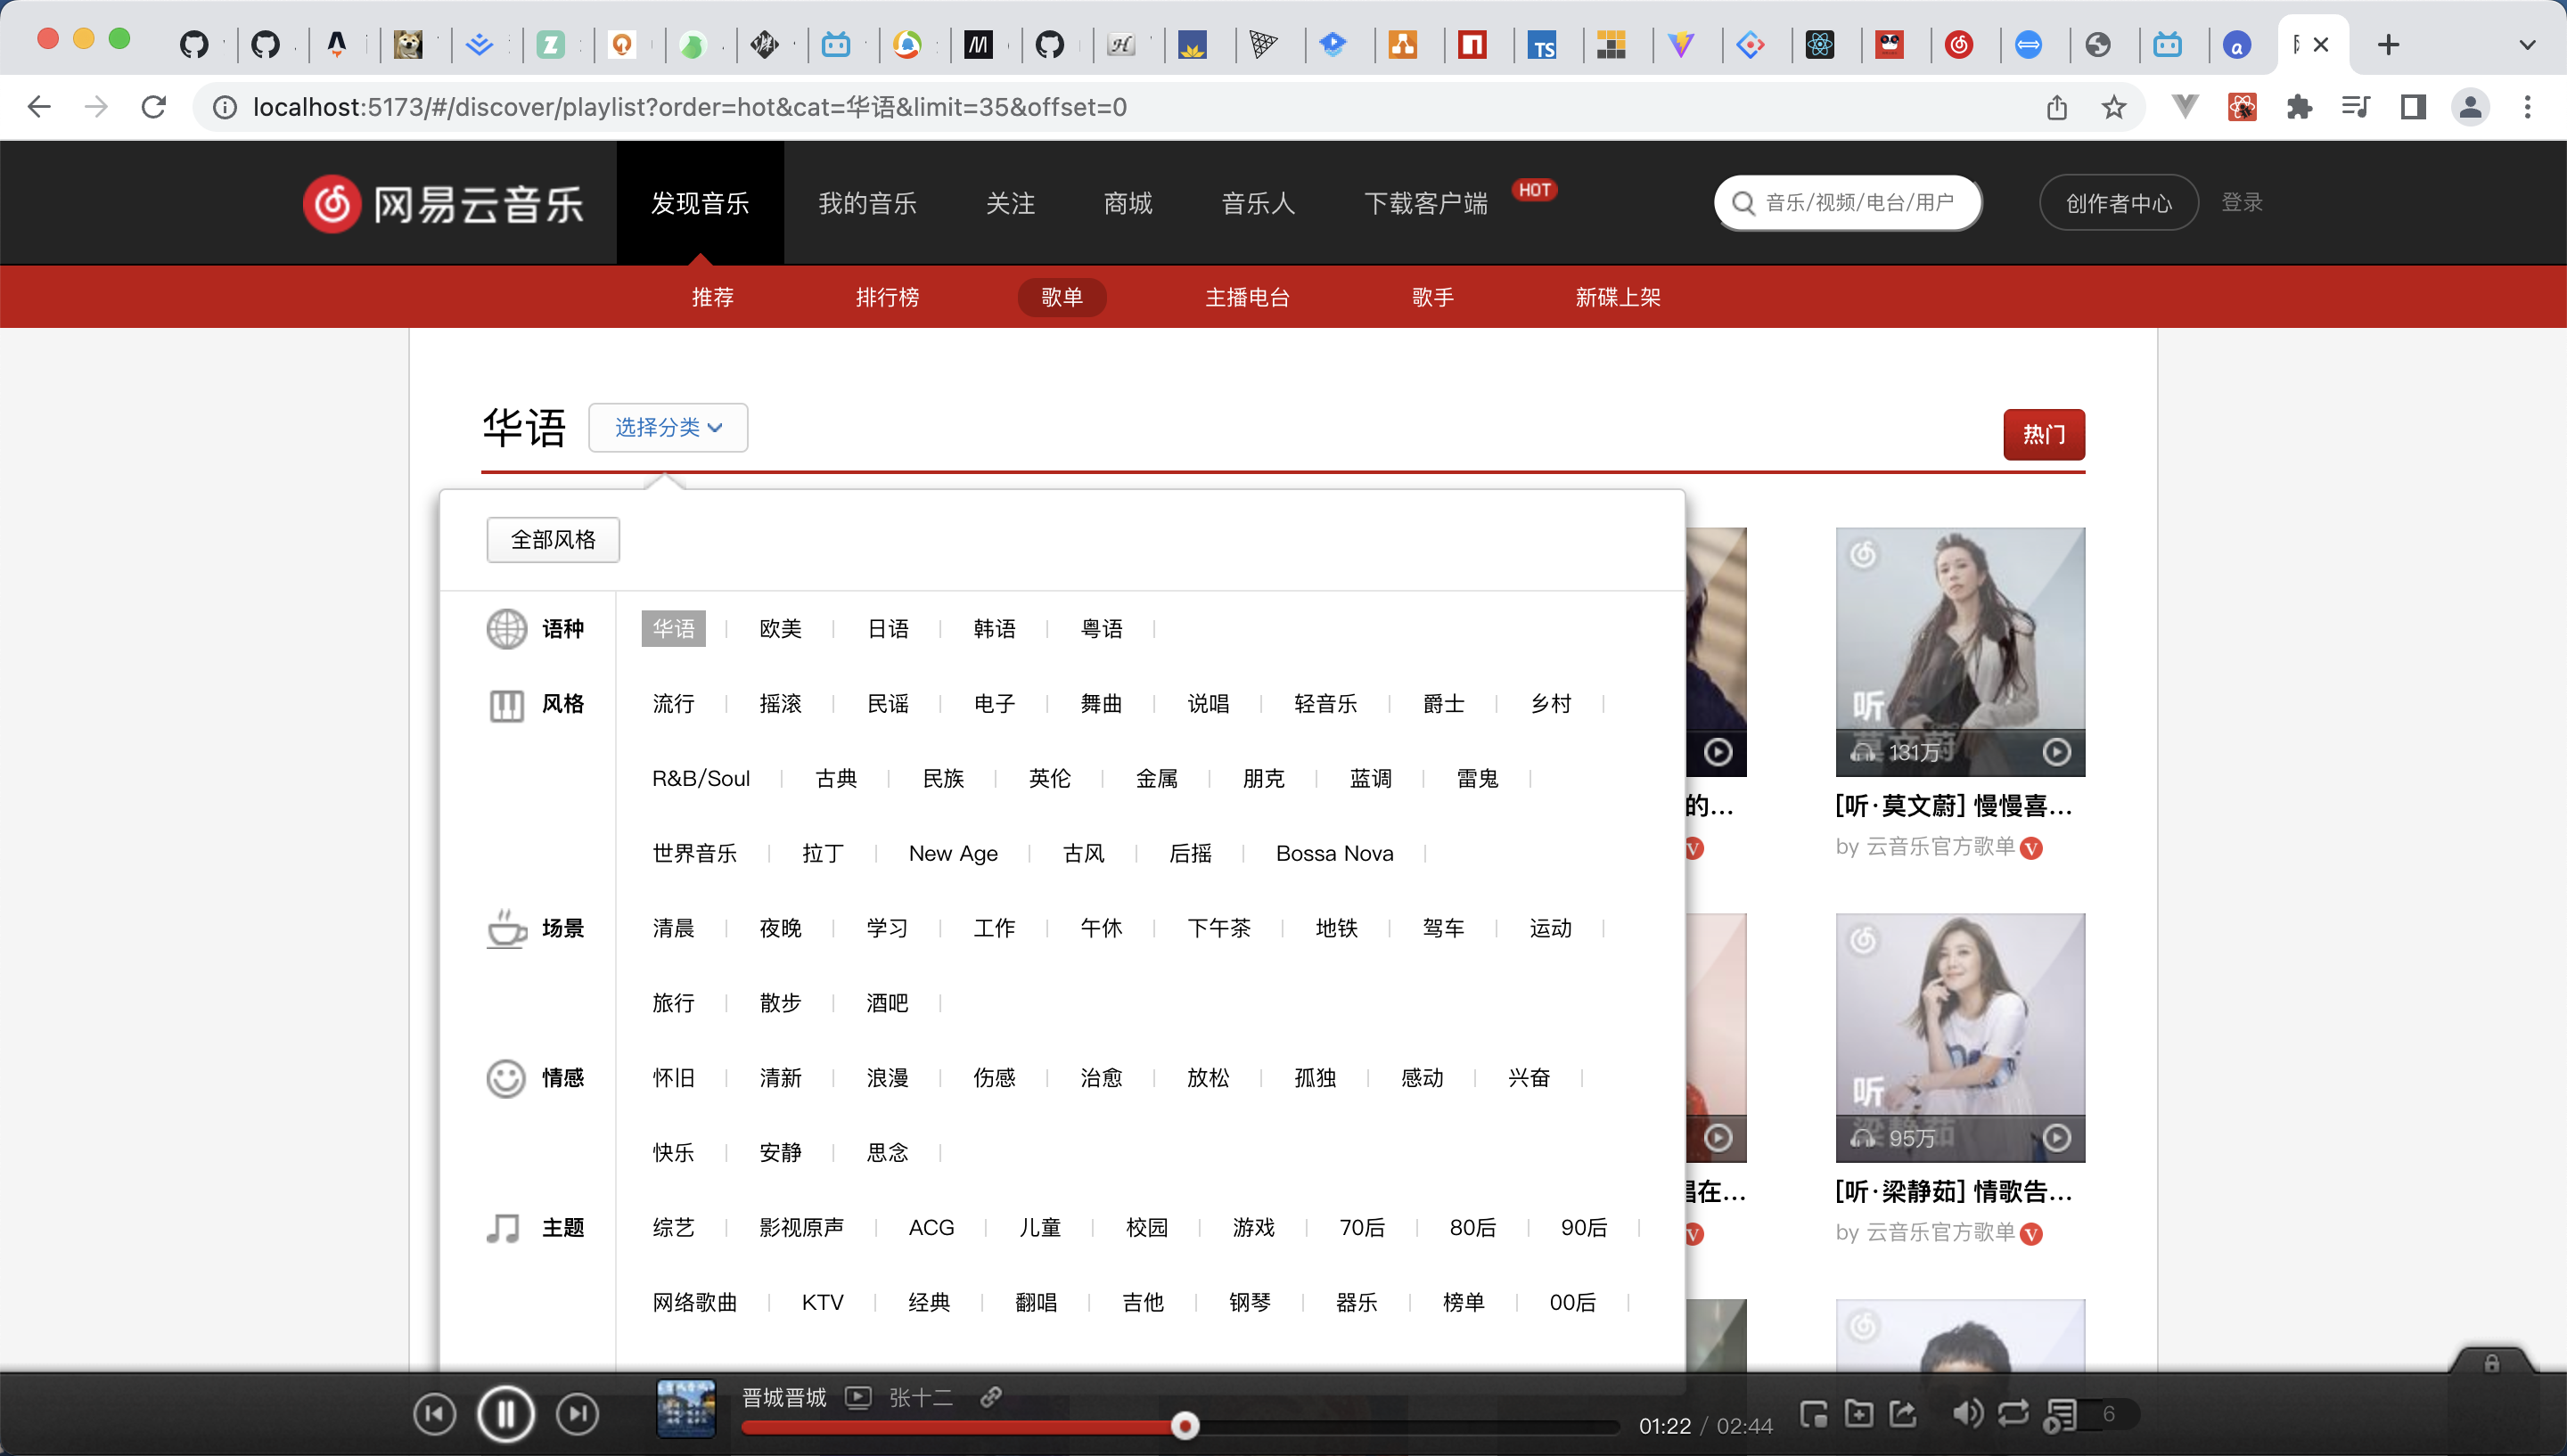 localhost:5173/#/discover/playlist?order=hot&cat=华语&limit=35&offset=0
网易云音乐 发现音乐 我的音乐 关注 商城 音乐人 下载客户端 HOT 音乐/视频/电台/用户 创作者中心 登录
推荐 排行榜 歌单 主播电台 歌手 新碟上架
华语 选择分类 热门
全部风格
语种 华语 | 欧美 | 日语 | 韩语 | 粤语 |
风格 流行 | 摇滚 | 民谣 | 电子 | 舞曲 | 说唱 | 轻音乐 | 爵士 | 乡村 |
R&B/Soul | 古典 | 民族 | 英伦 | 金属 | 朋克 | 蓝调 | 雷鬼 |
世界音乐 | 拉丁 | New Age | 古风 | 后摇 | Bossa Nova |
场景 清晨 | 夜晚 | 学习 | 工作 | 午休 | 下午茶 | 地铁 | 驾车 | 运动 |
旅行 | 散步 | 酒吧 |
情感 怀旧 | 清新 | 浪漫 | 伤感 | 治愈 | 放松 | 孤独 | 感动 | 兴奋 |
快乐 | 安静 | 思念 |
主题 综艺 | 影视原声 | ACG | 儿童 | 校园 | 游戏 | 70后 | 80后 | 90后 |
网络歌曲 | KTV | 经典 | 翻唱 | 吉他 | 钢琴 | 器乐 | 榜单 | 00后 |
听
莫文蔚
131万
的...
[听·莫文蔚] 慢慢喜...
V
by 云音乐官方歌单 V
听
梁静茹
95万
唱在...
[听·梁静茹] 情歌告...
V
by 云音乐官方歌单 V
晋城晋城 张十二
01:22 / 02:44
6